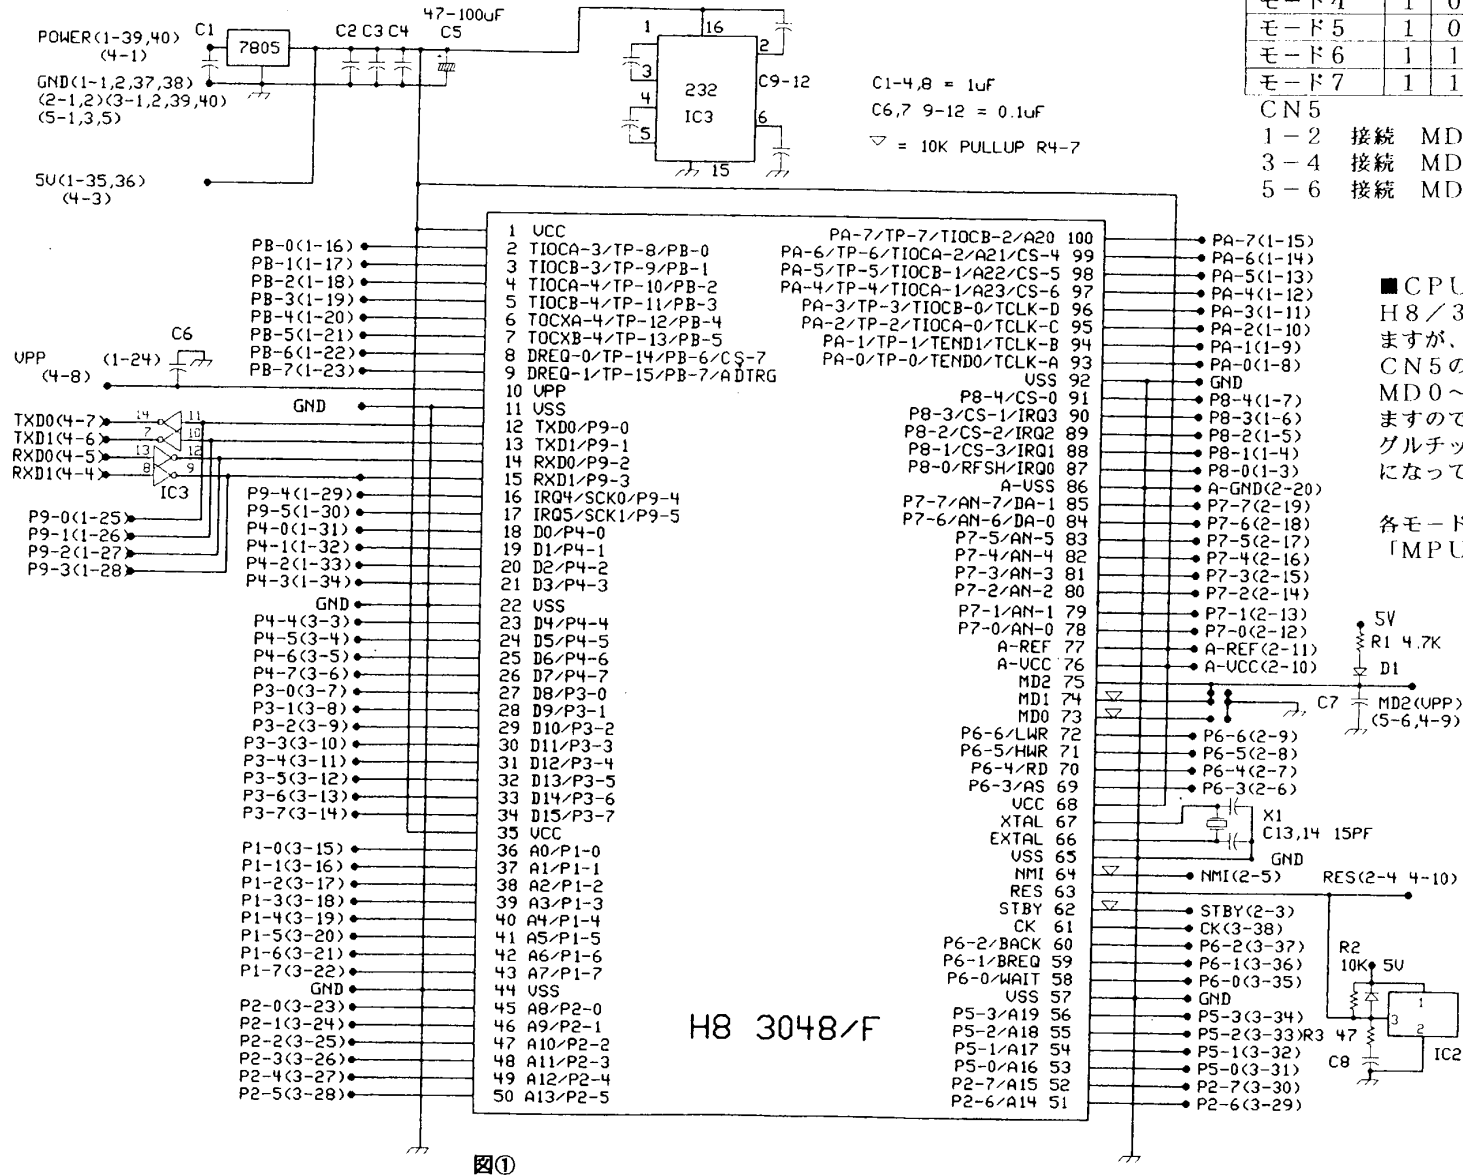 47-100uF
POWER(1-39,40)
(4-1)
C1
7805
C2 C3 C4 C5
GND(1-1,2,37,38)
(2-1,2)(3-1,2,39,40)
(5-1,3,5)
5V(1-35,36)
(4-3)
1 16
2
3
4
5
6
232
IC3
15
C9-12
C1-4,8 = 1uF
C6,7 9-12 = 0.1uF
▽ = 10K PULLUP R4-7
モード4 1 0
モード5 1 0
モード6 1 1
モード7 1 1
CN5
1-2 接続 MD
3-4 接続 MD
5-6 接続 MD
■CPU
H8/3
ますが、
CN5の
MD0~
ますので
グルチッ
になって
各モード
「MPU
PB-0(1-16)
PB-1(1-17)
PB-2(1-18)
PB-3(1-19)
PB-4(1-20)
PB-5(1-21)
PB-6(1-22)
PB-7(1-23)
C6
VPP (1-24)
(4-8)
GND
TXD0(4-7) 14 11
TXD1(4-6) 7 10
RXD0(4-5) 13 12
RXD1(4-4) 8 9
IC3
P9-0(1-25)
P9-1(1-26)
P9-2(1-27)
P9-3(1-28)
P9-4(1-29)
P9-5(1-30)
P4-0(1-31)
P4-1(1-32)
P4-2(1-33)
P4-3(1-34)
GND
P4-4(3-3)
P4-5(3-4)
P4-6(3-5)
P4-7(3-6)
P3-0(3-7)
P3-1(3-8)
P3-2(3-9)
P3-3(3-10)
P3-4(3-11)
P3-5(3-12)
P3-6(3-13)
P3-7(3-14)
P1-0(3-15)
P1-1(3-16)
P1-2(3-17)
P1-3(3-18)
P1-4(3-19)
P1-5(3-20)
P1-6(3-21)
P1-7(3-22)
GND
P2-0(3-23)
P2-1(3-24)
P2-2(3-25)
P2-3(3-26)
P2-4(3-27)
P2-5(3-28)
1 VCC
2 TIOCA-3/TP-8/PB-0
3 TIOCB-3/TP-9/PB-1
4 TIOCA-4/TP-10/PB-2
5 TIOCB-4/TP-11/PB-3
6 TOCXA-4/TP-12/PB-4
7 TOCXB-4/TP-13/PB-5
8 DREQ-0/TP-14/PB-6/CS-7
9 DREQ-1/TP-15/PB-7/ADTRG
10 VPP
11 VSS
12 TXD0/P9-0
13 TXD1/P9-1
14 RXD0/P9-2
15 RXD1/P9-3
16 IRQ4/SCK0/P9-4
17 IRQ5/SCK1/P9-5
18 D0/P4-0
19 D1/P4-1
20 D2/P4-2
21 D3/P4-3
22 VSS
23 D4/P4-4
24 D5/P4-5
25 D6/P4-6
26 D7/P4-7
27 D8/P3-0
28 D9/P3-1
29 D10/P3-2
30 D11/P3-3
31 D12/P3-4
32 D13/P3-5
33 D14/P3-6
34 D15/P3-7
35 VCC
36 A0/P1-0
37 A1/P1-1
38 A2/P1-2
39 A3/P1-3
40 A4/P1-4
41 A5/P1-5
42 A6/P1-6
43 A7/P1-7
44 VSS
45 A8/P2-0
46 A9/P2-1
47 A10/P2-2
48 A11/P2-3
49 A12/P2-4
50 A13/P2-5
H8 3048/F
PA-7/TP-7/TIOCB-2/A20 100
PA-6/TP-6/TIOCA-2/A21/CS-4 99
PA-5/TP-5/TIOCB-1/A22/CS-5 98
PA-4/TP-4/TIOCA-1/A23/CS-6 97
PA-3/TP-3/TIOCB-0/TCLK-D 96
PA-2/TP-2/TIOCA-0/TCLK-C 95
PA-1/TP-1/TEND1/TCLK-B 94
PA-0/TP-0/TEND0/TCLK-A 93
VSS 92
P8-4/CS-0 91
P8-3/CS-1/IRQ3 90
P8-2/CS-2/IRQ2 89
P8-1/CS-3/IRQ1 88
P8-0/RFSH/IRQ0 87
A-VSS 86
P7-7/AN-7/DA-1 85
P7-6/AN-6/DA-0 84
P7-5/AN-5 83
P7-4/AN-4 82
P7-3/AN-3 81
P7-2/AN-2 80
P7-1/AN-1 79
P7-0/AN-0 78
A-REF 77
A-VCC 76
MD2 75
MD1 74
MD0 73
P6-6/LWR 72
P6-5/HWR 71
P6-4/RD 70
P6-3/AS 69
VCC 68
XTAL 67
EXTAL 66
VSS 65
NMI 64
RES 63
STBY 62
CK 61
P6-2/BACK 60
P6-1/BREQ 59
P6-0/WAIT 58
VSS 57
P5-3/A19 56
P5-2/A18 55
P5-1/A17 54
P5-0/A16 53
P2-7/A15 52
P2-6/A14 51
PA-7(1-15)
PA-6(1-14)
PA-5(1-13)
PA-4(1-12)
PA-3(1-11)
PA-2(1-10)
PA-1(1-9)
PA-0(1-8)
GND
P8-4(1-7)
P8-3(1-6)
P8-2(1-5)
P8-1(1-4)
P8-0(1-3)
A-GND(2-20)
P7-7(2-19)
P7-6(2-18)
P7-5(2-17)
P7-4(2-16)
P7-3(2-15)
P7-2(2-14)
P7-1(2-13)
P7-0(2-12)
A-REF(2-11)
A-VCC(2-10)
5V
R1 4.7K
D1
C7
MD2(VPP)
(5-6,4-9)
P6-6(2-9)
P6-5(2-8)
P6-4(2-7)
P6-3(2-6)
X1
C13,14 15PF
GND
NMI(2-5)
RES(2-4 4-10)
STBY(2-3)
CK(3-38)
P6-2(3-37)
P6-1(3-36)
P6-0(3-35)
GND
P5-3(3-34)
P5-2(3-33)
P5-1(3-32)
P5-0(3-31)
P2-7(3-30)
P2-6(3-29)
R2
10K 5V
R3 47
C8
1
2
3
IC2
図①